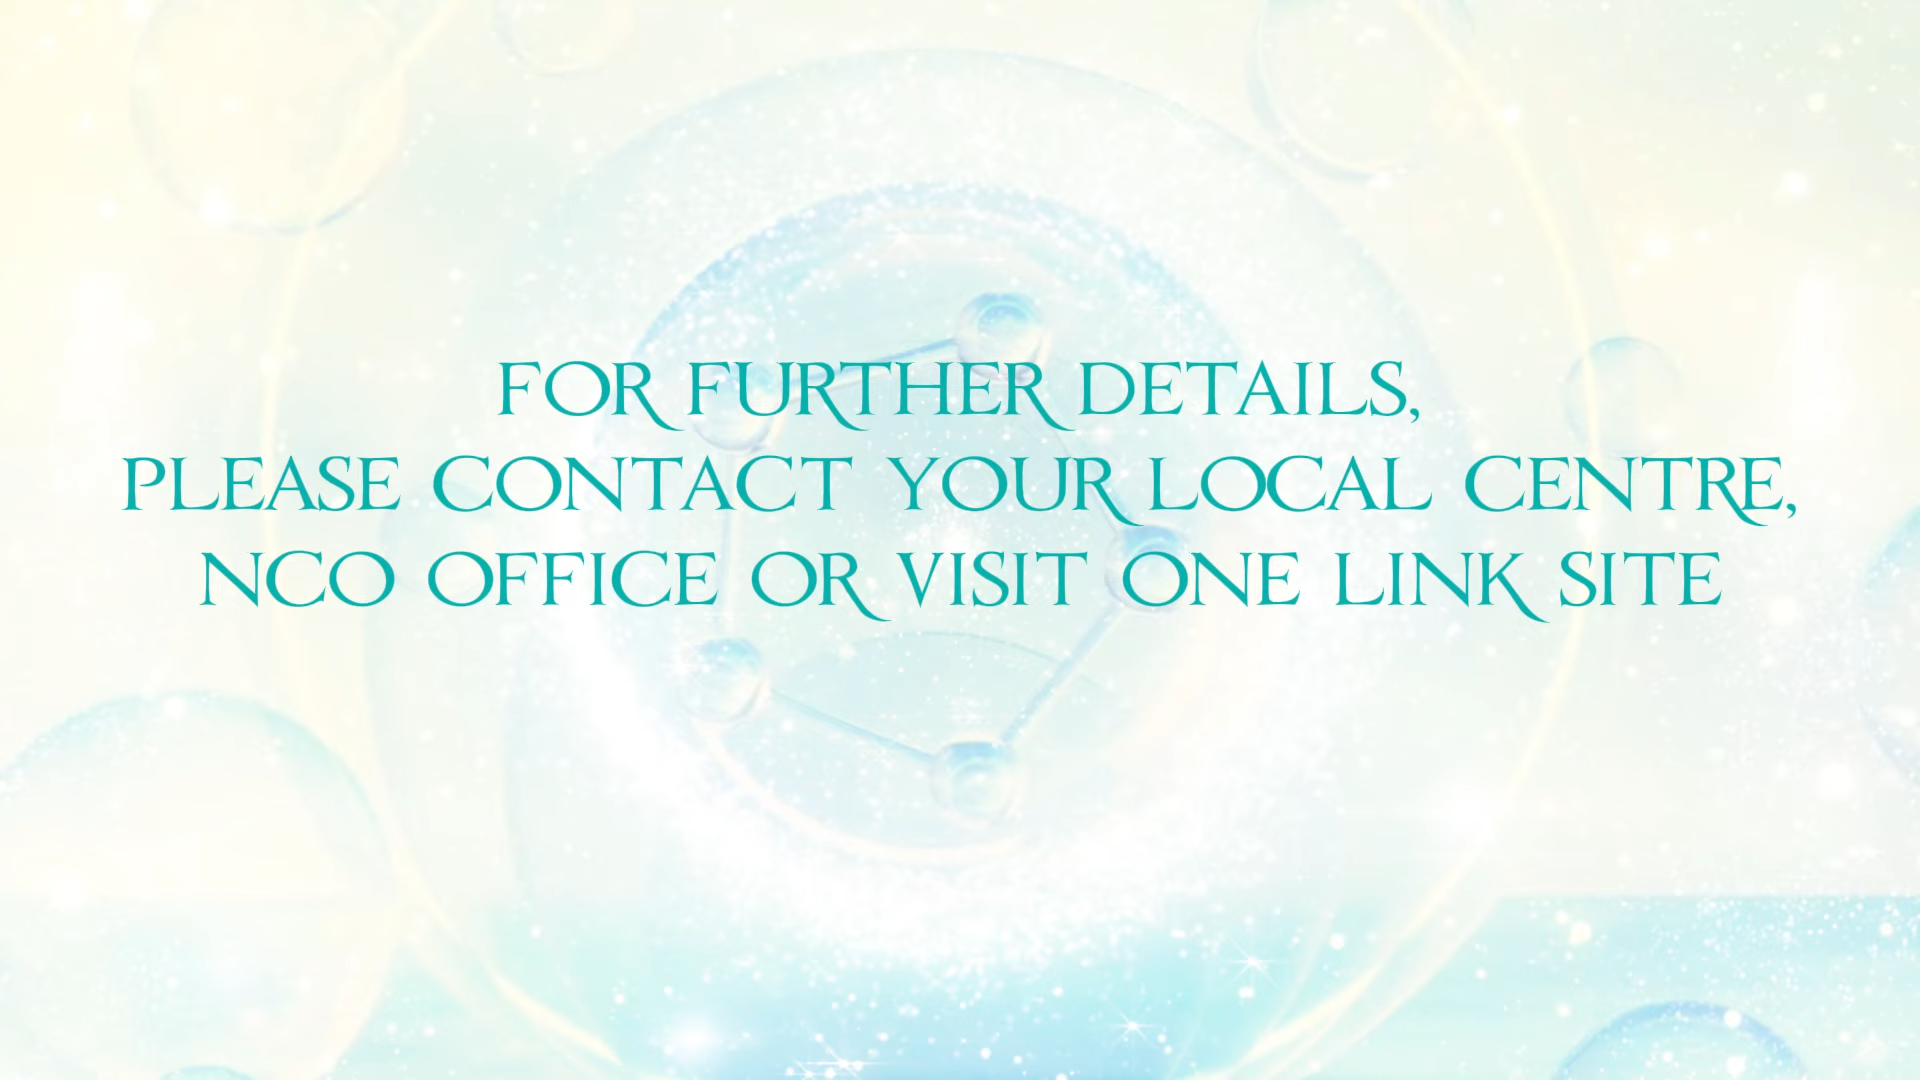 FOR FURTHER DETAILS,
PLEASE CONTACT YOUR LOCAL CENTRE,
NCO OFFICE OR VISIT ONE LINK SITE